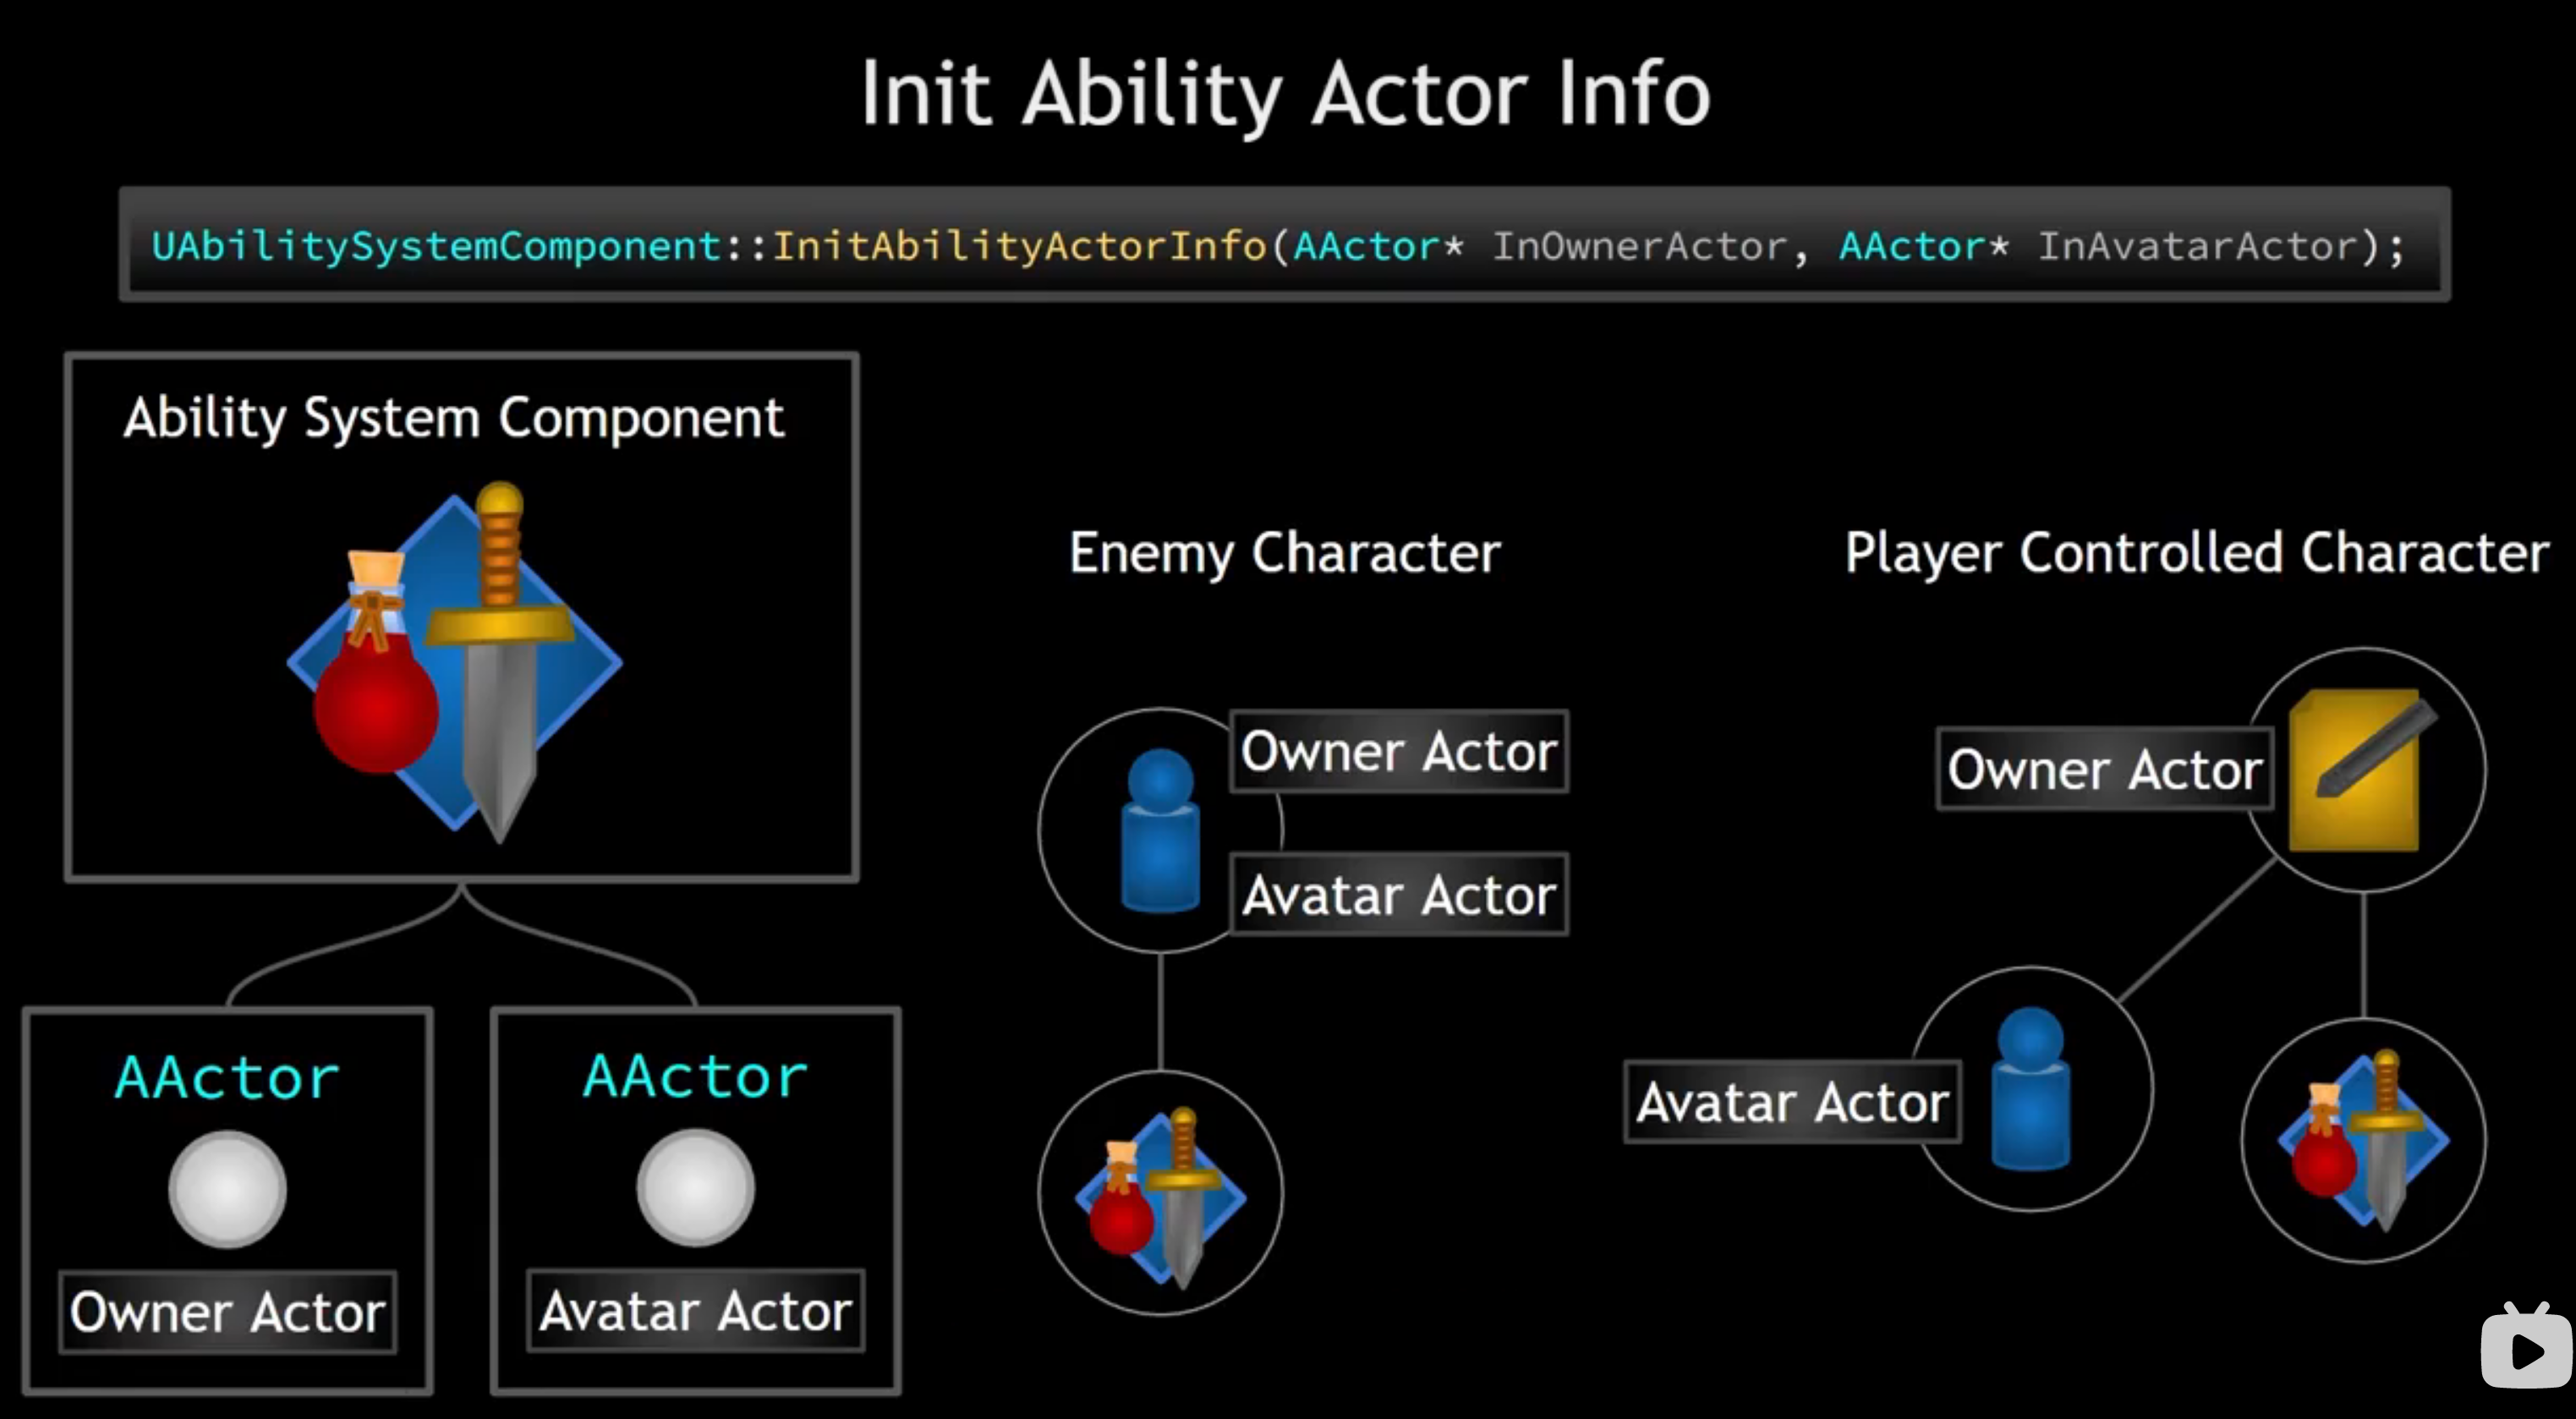 Init Ability Actor Info
UAbilitySystemComponent::InitAbilityActorInfo(AActor* InOwnerActor, AActor* InAvatarActor);
Ability System Component
AActor
Owner Actor
AActor
Avatar Actor
Enemy Character
Owner Actor
Avatar Actor
Player Controlled Character
Owner Actor
Avatar Actor